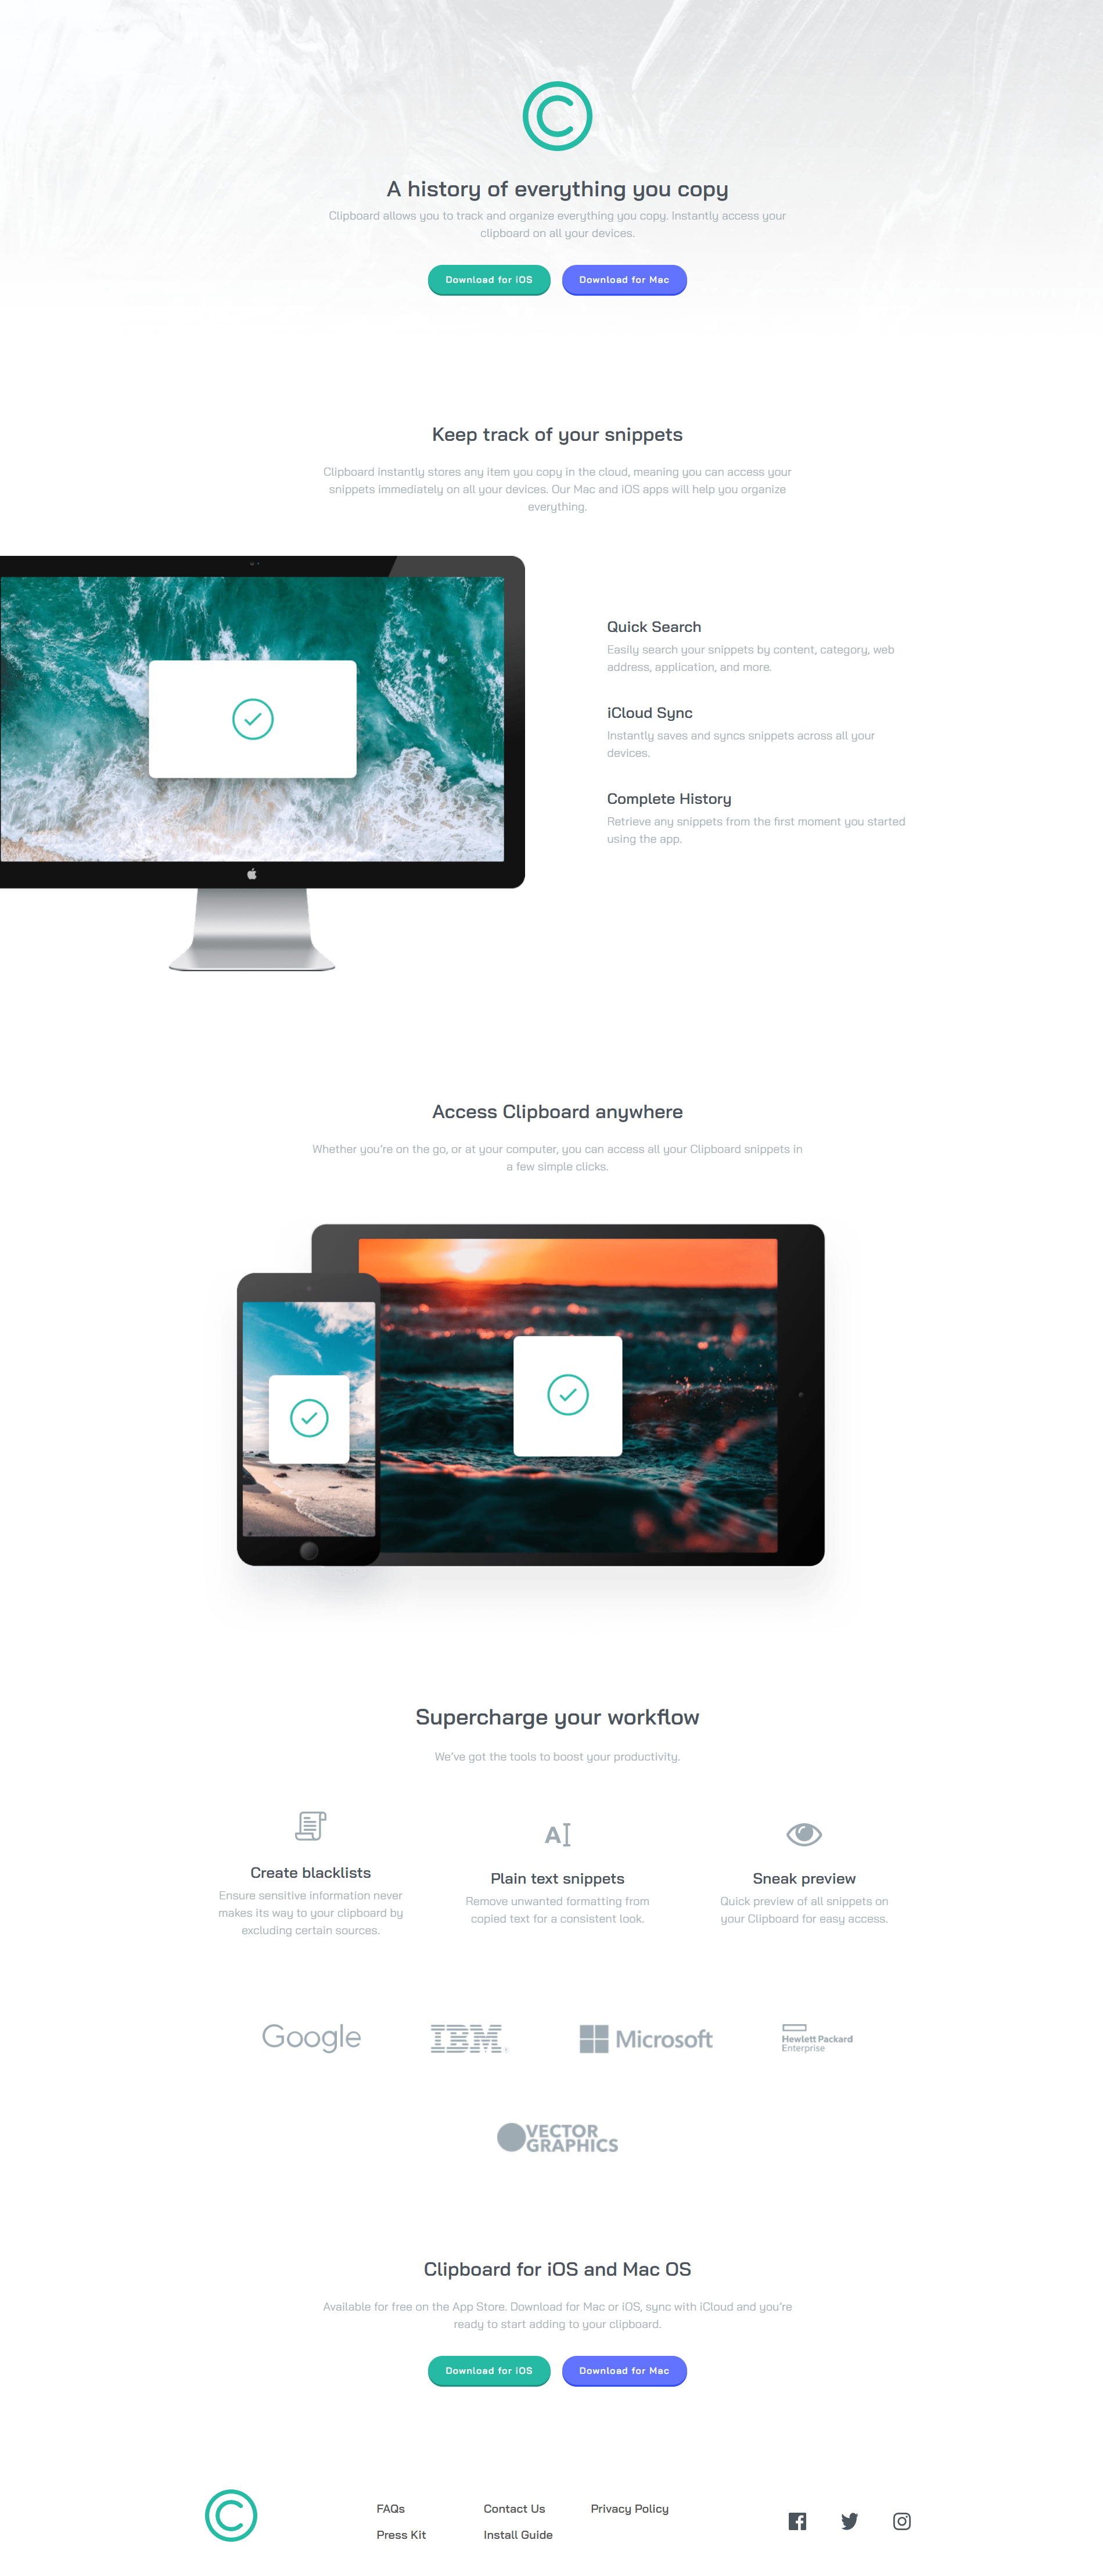 A history of everything you copy
Clipboard allows you to track and organize everything you copy. Instantly access your
clipboard on all your devices.
Download for iOS
Download for Mac
Keep track of your snippets
Clipboard instantly stores any item you copy in the cloud, meaning you can access your
snippets immediately on all your devices. Our Mac and iOS apps will help you organize
everything.
Quick Search
Easily search your snippets by content, category, web
address, application, and more.
iCloud Sync
Instantly saves and syncs snippets across all your
devices.
Complete History
Retrieve any snippets from the first moment you started
using the app.
Access Clipboard anywhere
Whether you’re on the go, or at your computer, you can access all your Clipboard snippets in
a few simple clicks.
Supercharge your workflow
We’ve got the tools to boost your productivity.
Create blacklists
Ensure sensitive information never
makes its way to your clipboard by
excluding certain sources.
A
Plain text snippets
Remove unwanted formatting from
copied text for a consistent look.
Sneak preview
Quick preview of all snippets on
your Clipboard for easy access.
Google
IBM®
Microsoft
Hewlett Packard
Enterprise
VECTOR
GRAPHICS
Clipboard for iOS and Mac OS
Available for free on the App Store. Download for Mac or iOS, sync with iCloud and you’re
ready to start adding to your clipboard.
Download for iOS
Download for Mac
FAQs
Contact Us
Privacy Policy
Press Kit
Install Guide